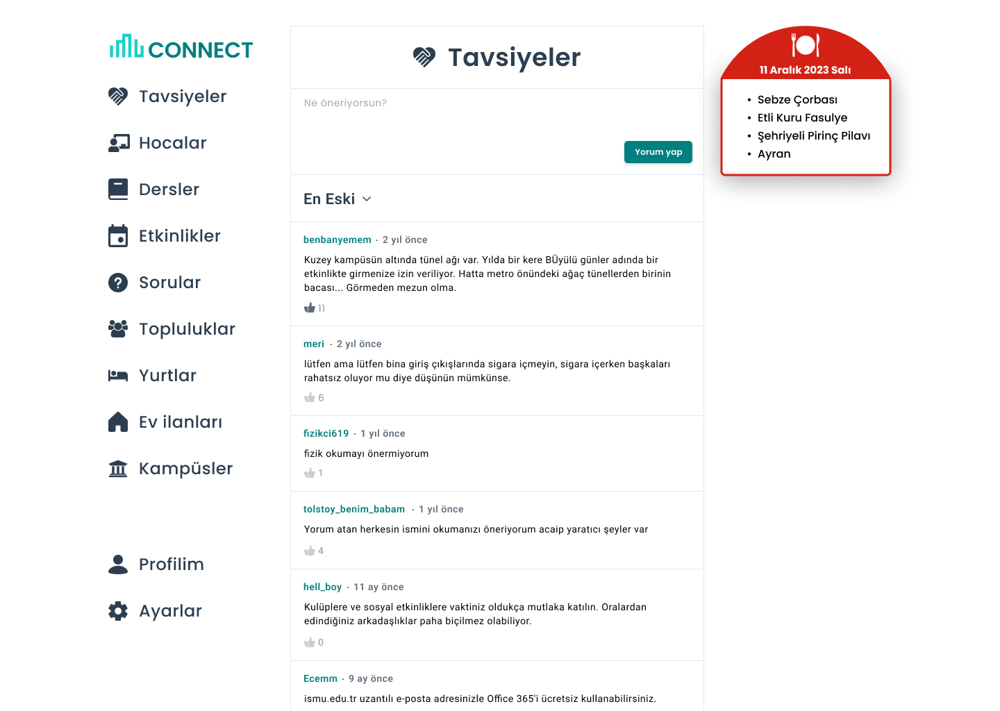 CONNECT
Tavsiyeler
Hocalar
Dersler
Etkinlikler
Sorular
Topluluklar
Yurtlar
Ev ilanları
Kampüsler
Profilim
Ayarlar
Tavsiyeler
Ne öneriyorsun?
Yorum yap
En Eski
benbanyemem · 2 yıl önce
Kuzey kampüsün altında tünel ağı var. Yılda bir kere BÜyülü günler adında bir
etkinlikte girmenize izin veriliyor. Hatta metro önündeki ağaç tünellerden birinin
bacası... Görmeden mezun olma.
11
meri · 2 yıl önce
lütfen ama lütfen bina giriş çıkışlarında sigara içmeyin, sigara içerken başkaları
rahatsız oluyor mu diye düşünün mümkünse.
6
fizikci619 · 1 yıl önce
fizik okumayı önermiyorum
1
tolstoy_benim_babam · 1 yıl önce
Yorum atan herkesin ismini okumanızı öneriyorum acaip yaratıcı şeyler var
4
hell_boy · 11 ay önce
Kulüplere ve sosyal etkinliklere vaktiniz oldukça mutlaka katılın. Oralardan
edindiğiniz arkadaşlıklar paha biçilmez olabiliyor.
0
Ecemm · 9 ay önce
ismu.edu.tr uzantılı e-posta adresinizle Office 365'i ücretsiz kullanabilirsiniz.
11 Aralık 2023 Salı
• Sebze Çorbası
• Etli Kuru Fasulye
• Şehriyeli Pirinç Pilavı
• Ayran